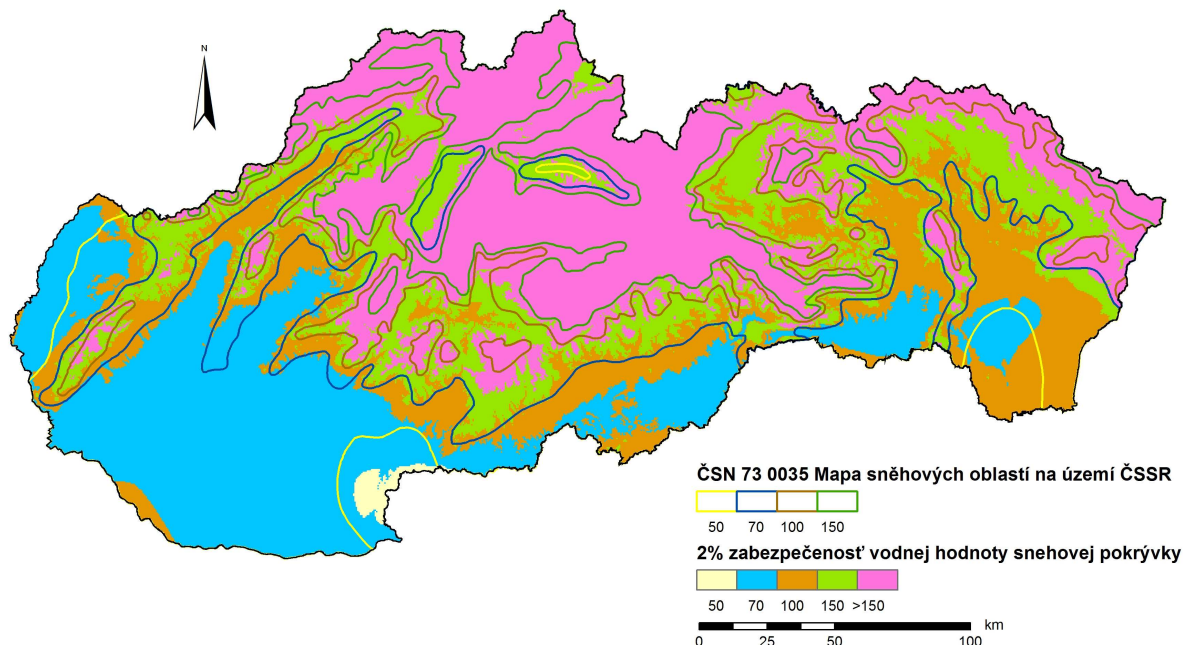 N
ČSN 73 0035 Mapa sněhových oblastí na území ČSSR
50 70 100 150
2% zabezpečenosť vodnej hodnoty snehovej pokrývky
50 70 100 150 >150
km
0 25 50 100